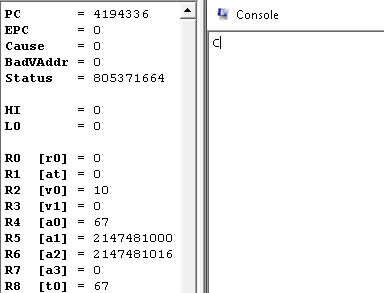 PC = 4194336
EPC = 0
Cause = 0
BadVAddr = 0
Status = 805371664
HI = 0
LO = 0
R0 [r0] = 0
R1 [at] = 0
R2 [v0] = 10
R3 [v1] = 0
R4 [a0] = 67
R5 [a1] = 2147481000
R6 [a2] = 2147481016
R7 [a3] = 0
R8 [t0] = 67
Console
C